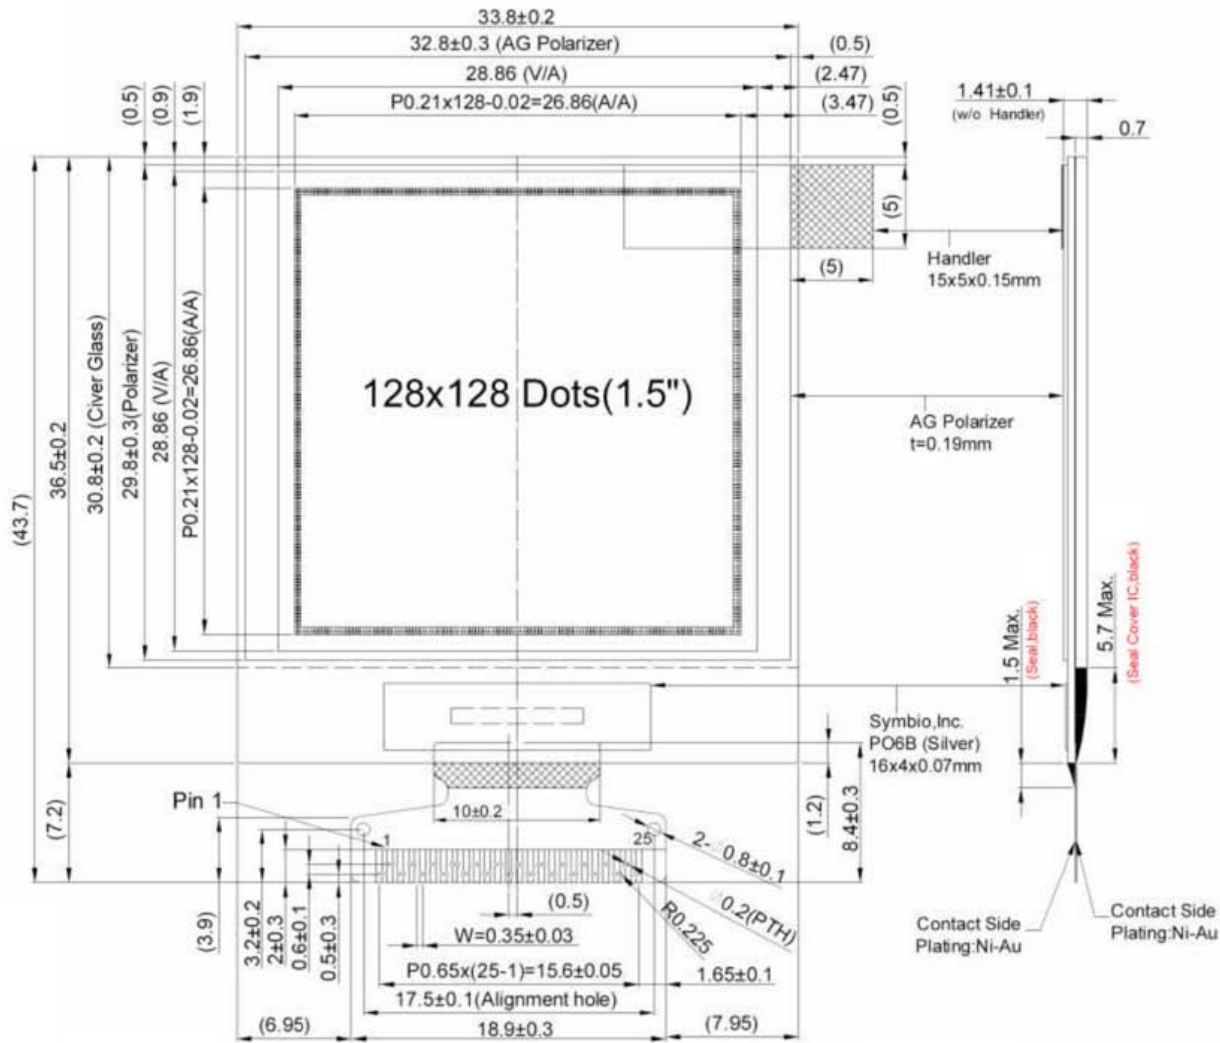 33.8±0.2
32.8±0.3 (AG Polarizer)
(0.5)
28.86 (V/A)
(2.47)
P0.21x128-0.02=26.86(A/A)
(3.47)
(0.5)
(0.9)
(1.9)
(0.5)
1.41±0.1
(w/o Handler)
0.7
(5)
(5)
Handler
15x5x0.15mm
128x128 Dots(1.5")
AG Polarizer
t=0.19mm
(43.7)
36.5±0.2
30.8±0.2 (Civer Glass)
29.8±0.3(Polarizer)
28.86 (V/A)
P0.21x128-0.02=26.86(A/A)
1.5 Max.
(Seal,black)
5.7 Max.
(Seal Cover IC,black)
Symbio,Inc.
PO6B (Silver)
16x4x0.07mm
(7.2)
Pin 1
10±0.2
1
25
(1.2)
8.4±0.3
2-⌀0.8±0.1
⌀0.2(PTH)
R0.225
(0.5)
(3.9)
3.2±0.2
2±0.3
0.6±0.1
0.5±0.3
W=0.35±0.03
P0.65x(25-1)=15.6±0.05
1.65±0.1
17.5±0.1(Alignment hole)
(6.95)
18.9±0.3
(7.95)
Contact Side
Plating:Ni-Au
Contact Side
Plating:Ni-Au